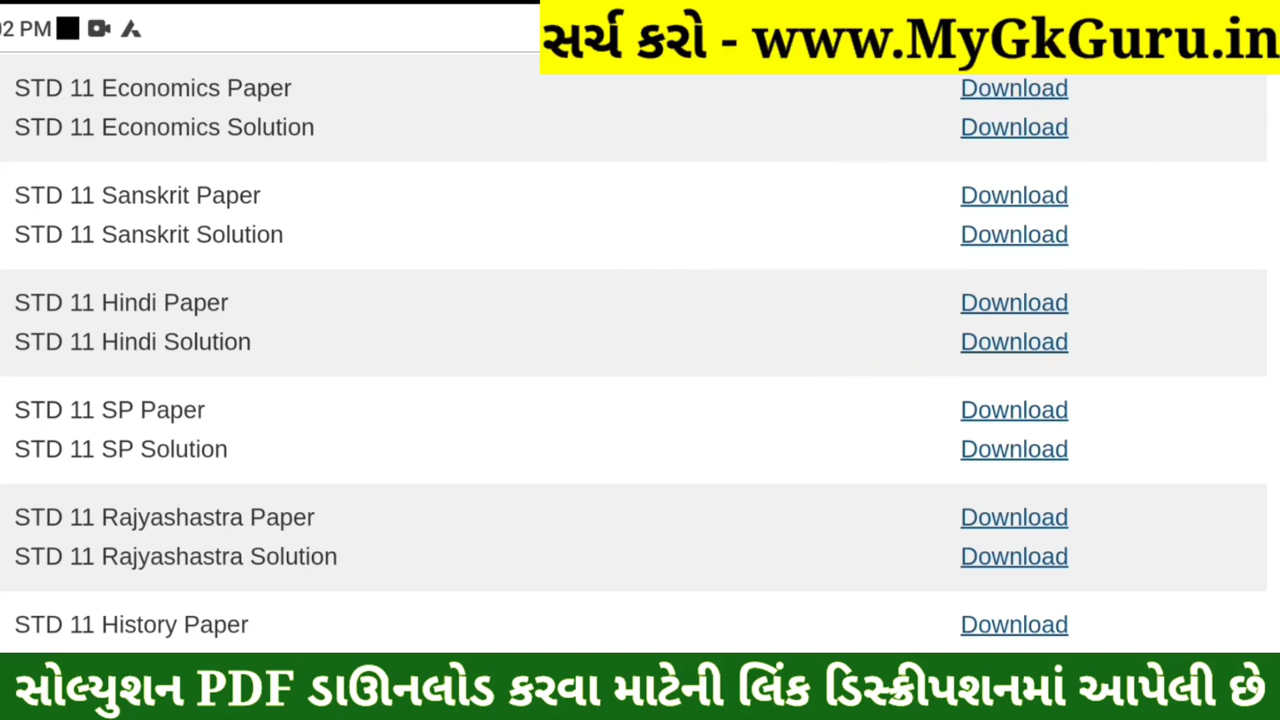 02 PM
સર્ચ કરો - www.MyGkGuru.in
STD 11 Economics Paper Download
STD 11 Economics Solution Download
STD 11 Sanskrit Paper Download
STD 11 Sanskrit Solution Download
STD 11 Hindi Paper Download
STD 11 Hindi Solution Download
STD 11 SP Paper Download
STD 11 SP Solution Download
STD 11 Rajyashastra Paper Download
STD 11 Rajyashastra Solution Download
STD 11 History Paper Download
સોલ્યુશન PDF ડાઊનલોડ કરવા માટેની લિંક ડિસ્ક્રીપશનમાં આપેલી છે